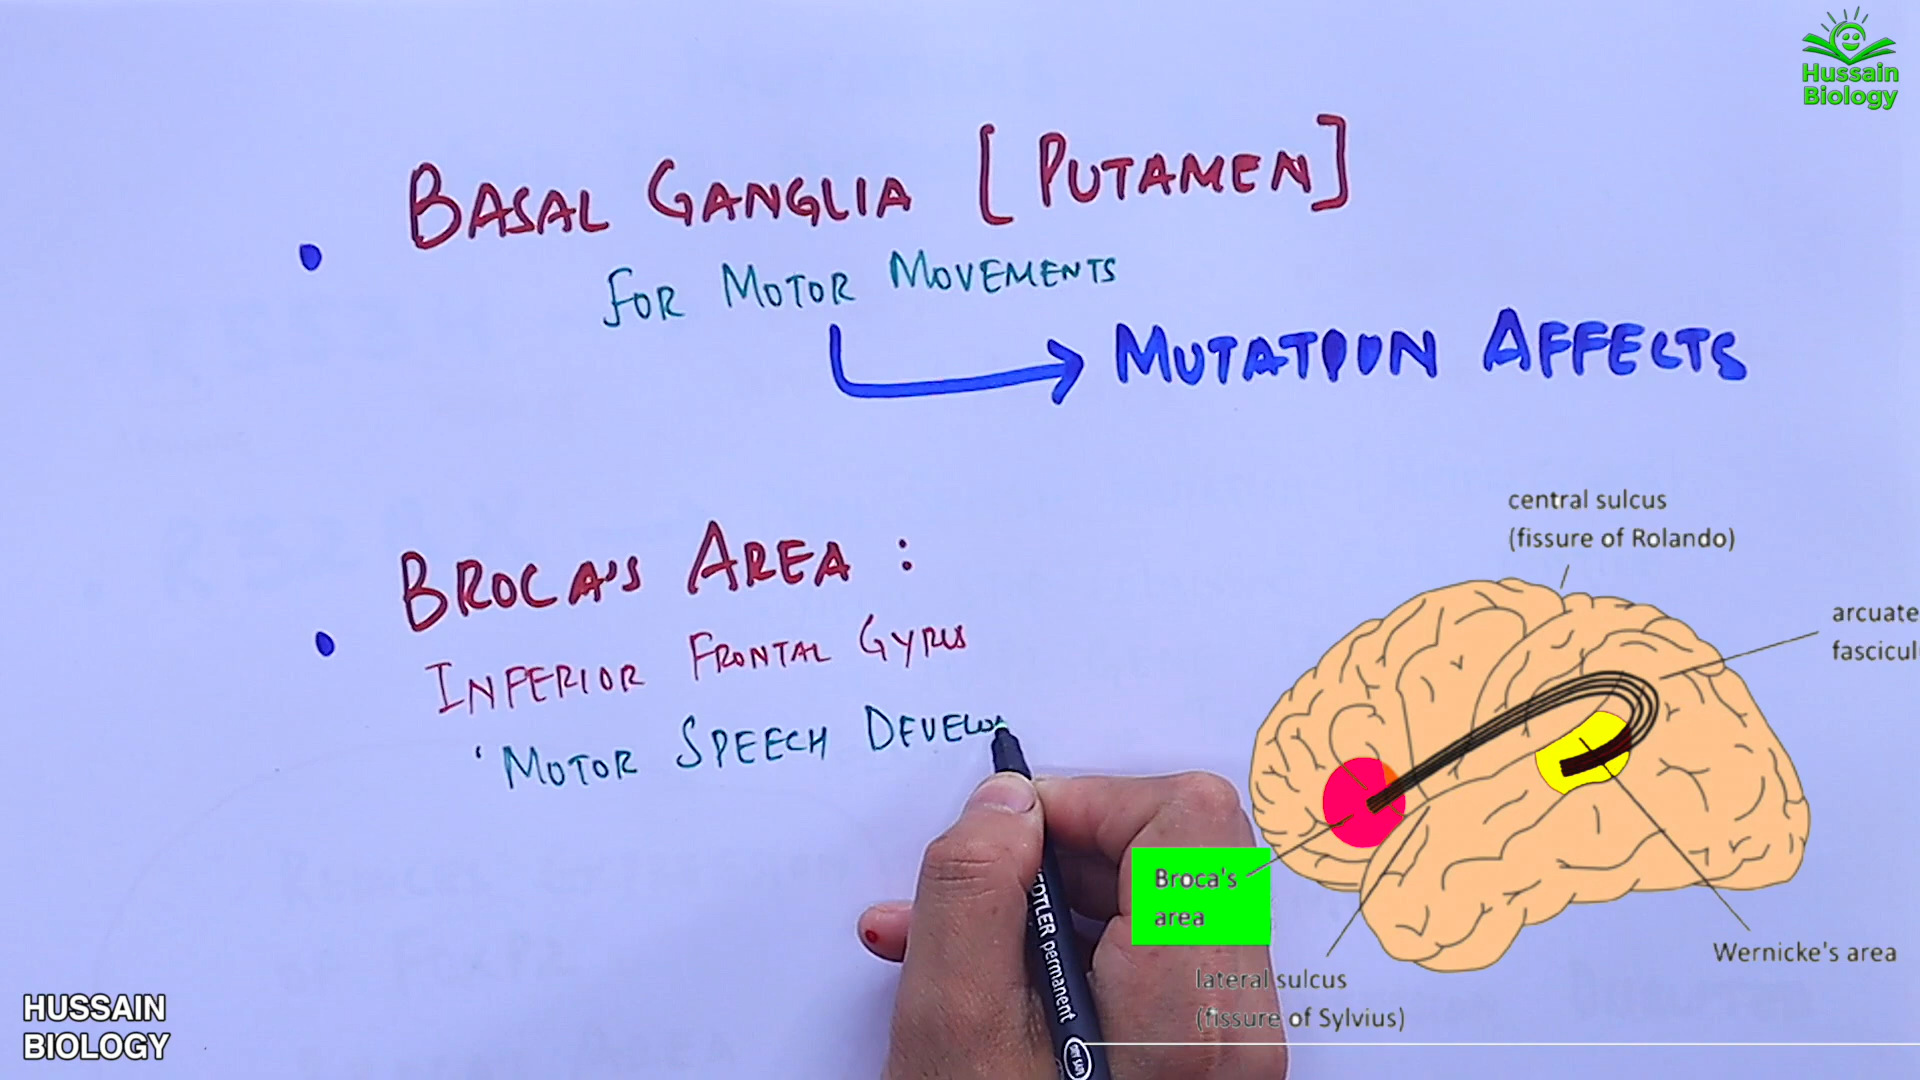 Hussain
Biology
BASAL GANGLIA [PUTAMEN]
FOR MOTOR MOVEMENTS
MUTATION AFFECTS
BROCA'S AREA :
INFERIOR FRONTAL GYRUS
'MOTOR SPEECH DEVELO
central sulcus
(fissure of Rolando)
arcuate
fascicul
Broca's
area
Wernicke's area
lateral sulcus
(fissure of Sylvius)
permanent
HUSSAIN
BIOLOGY